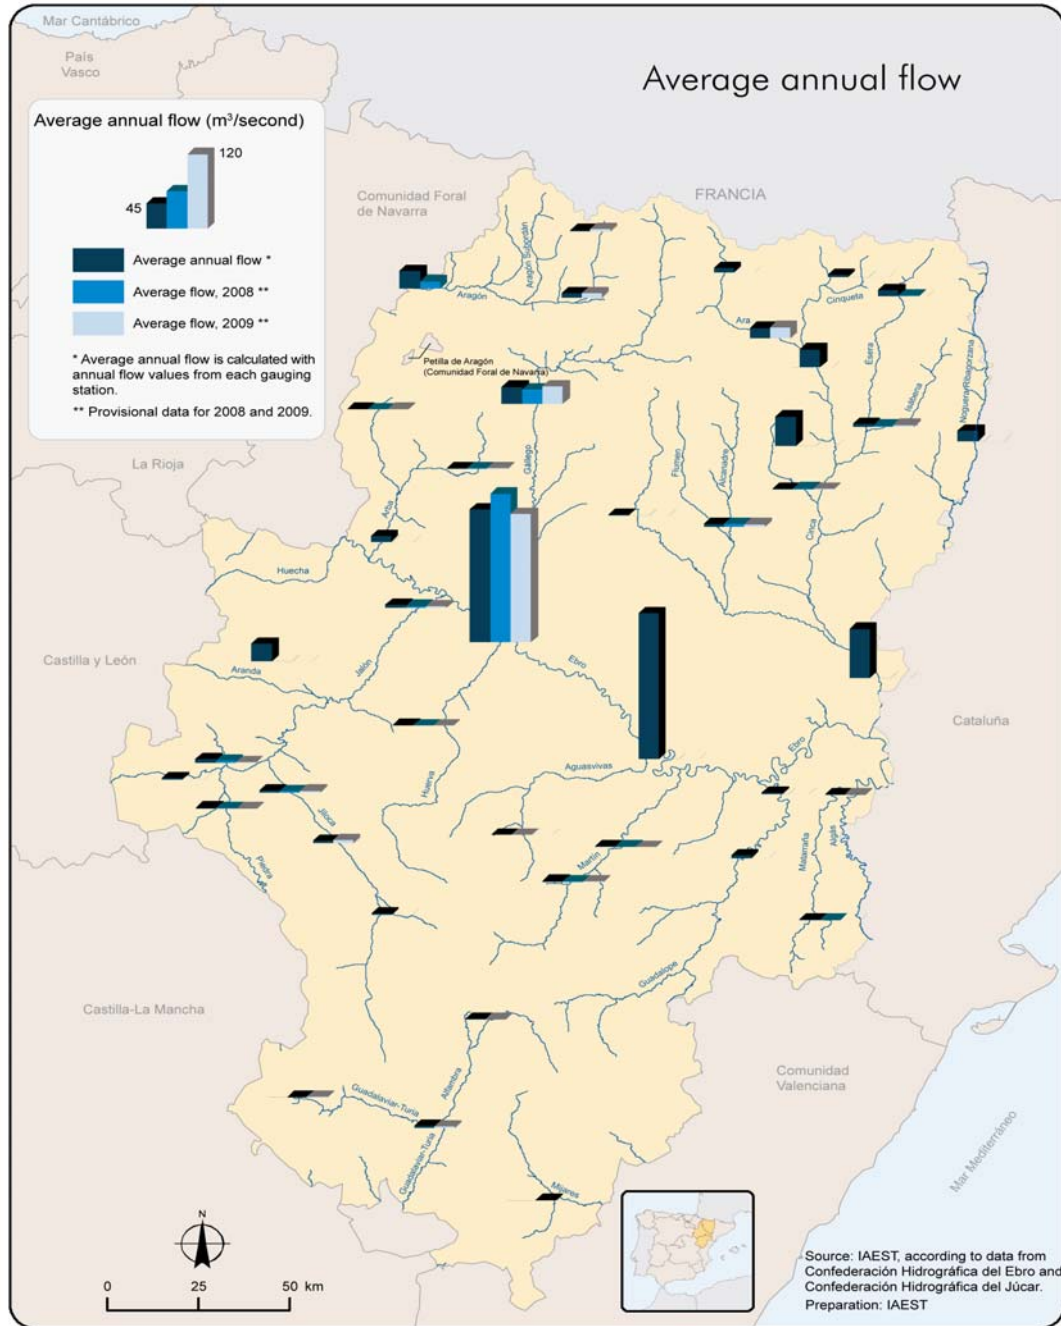 Mar Cantábrico
País
Vasco
Average annual flow
Average annual flow (m³/second)
120
45
Average annual flow *
Average flow, 2008 **
Average flow, 2009 **
* Average annual flow is calculated with
annual flow values from each gauging
station.
** Provisional data for 2008 and 2009.
Comunidad Foral
de Navarra
FRANCIA
Aragón Subordán
Aragón
Cinqueta
Ara
Petilla de Aragón
(Comunidad Foral de Navarra)
Esera
Isábena
Noguera Ribagorzana
La Rioja
Gállego
Flumen
Alcanadre
Arba
Cinca
Huecha
Castilla y León
Aranda
Jalón
Ebro
Cataluña
Ebro
Aguasvivas
Huerva
Jiloca
Piedra
Martín
Matarraña
Algás
Castilla-La Mancha
Guadalope
Comunidad
Valenciana
Alfambra
Guadalaviar-Turia
Guadalaviar-Turia
Mijares
Mar Mediterráneo
N
0 25 50 km
Source: IAEST, according to data from
Confederación Hidrográfica del Ebro and
Confederación Hidrográfica del Júcar.
Preparation: IAEST